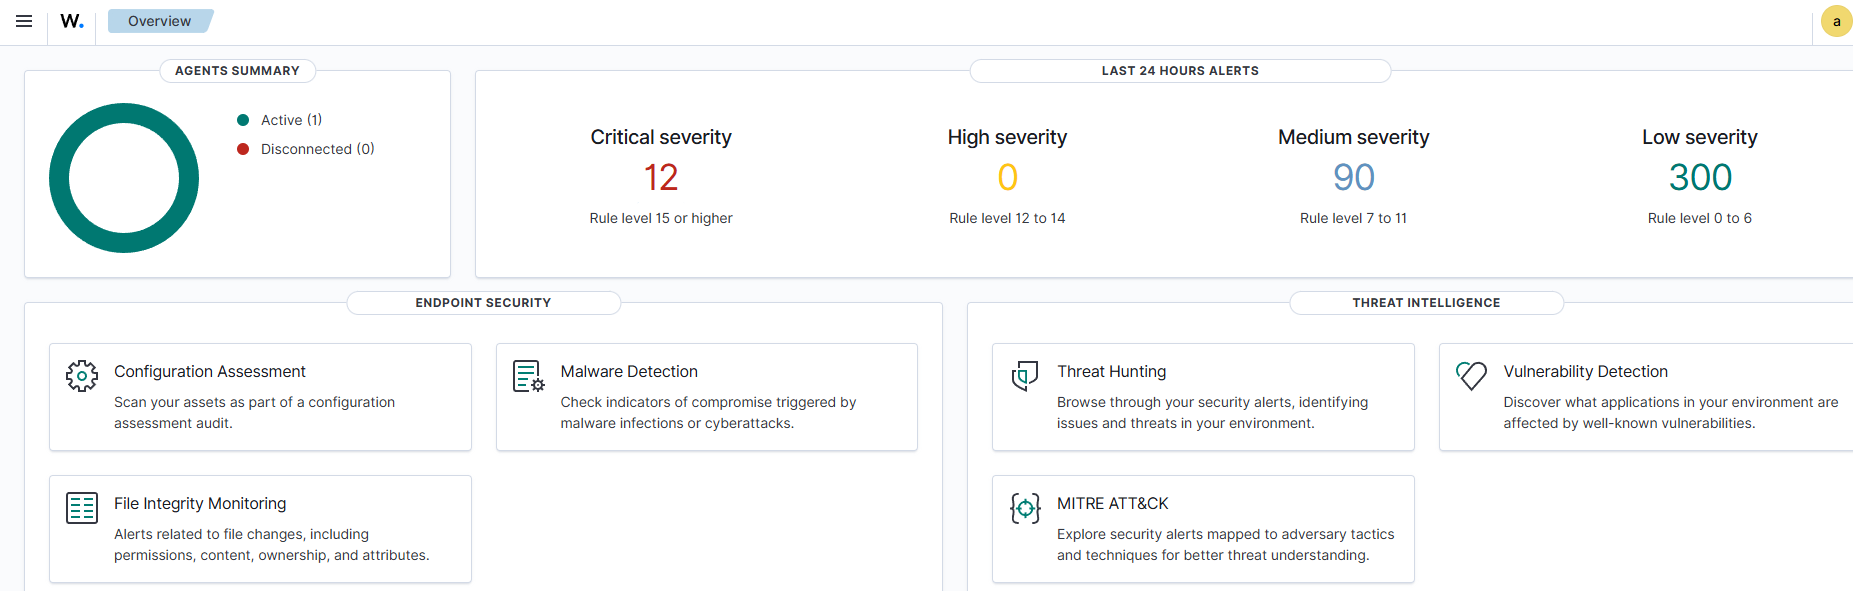 W.
Overview
a
AGENTS SUMMARY
Active (1)
Disconnected (0)
LAST 24 HOURS ALERTS
Critical severity
12
Rule level 15 or higher
High severity
0
Rule level 12 to 14
Medium severity
90
Rule level 7 to 11
Low severity
300
Rule level 0 to 6
ENDPOINT SECURITY
Configuration Assessment
Scan your assets as part of a configuration
assessment audit.
Malware Detection
Check indicators of compromise triggered by
malware infections or cyberattacks.
File Integrity Monitoring
Alerts related to file changes, including
permissions, content, ownership, and attributes.
THREAT INTELLIGENCE
Threat Hunting
Browse through your security alerts, identifying
issues and threats in your environment.
Vulnerability Detection
Discover what applications in your environment are
affected by well-known vulnerabilities.
MITRE ATT&CK
Explore security alerts mapped to adversary tactics
and techniques for better threat understanding.